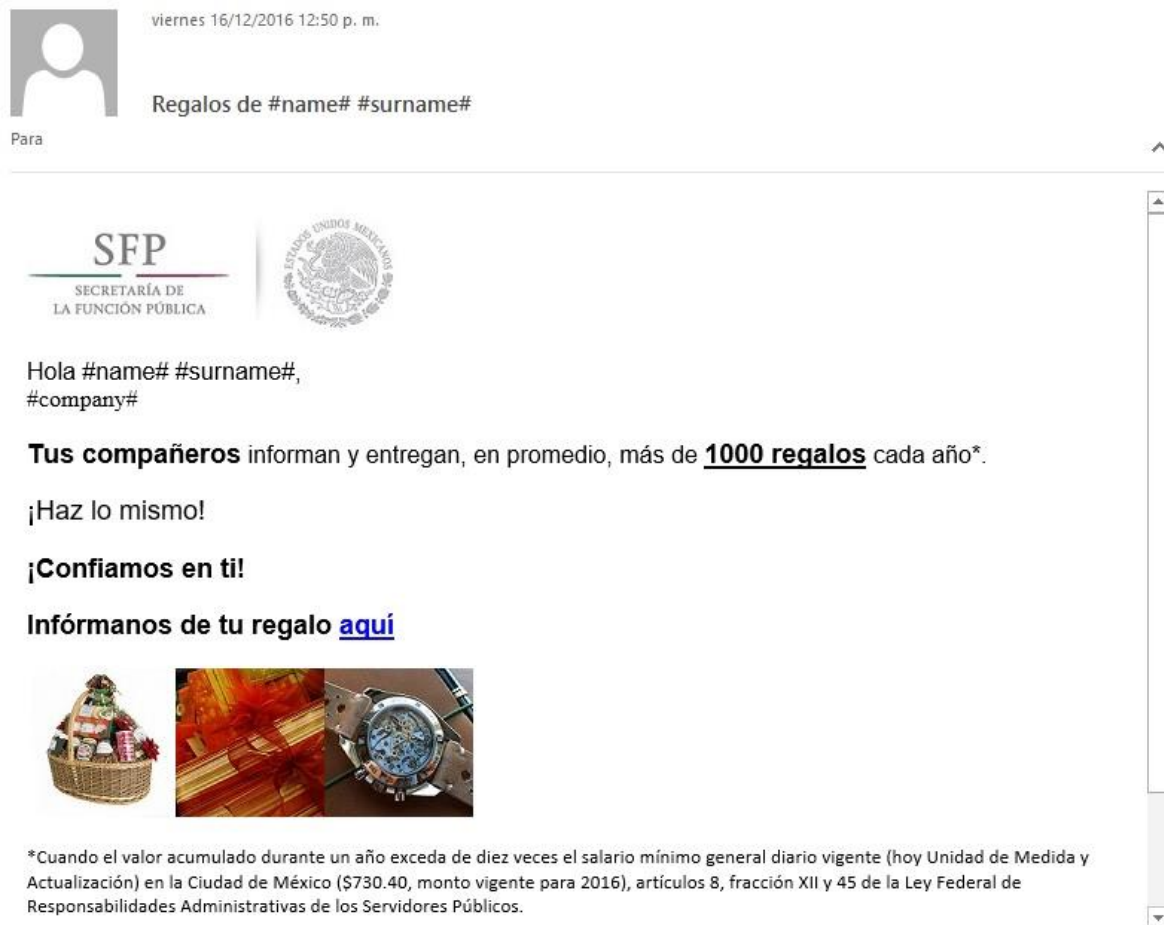 viernes 16/12/2016 12:50 p. m.
Regalos de #name# #surname#
Para
SFP
SECRETARÍA DE
LA FUNCIÓN PÚBLICA
ESTADOS UNIDOS MEXICANOS
Hola #name# #surname#,
#company#
Tus compañeros informan y entregan, en promedio, más de 1000 regalos cada año*.
¡Haz lo mismo!
¡Confiamos en ti!
Infórmanos de tu regalo aquí
*Cuando el valor acumulado durante un año exceda de diez veces el salario mínimo general diario vigente (hoy Unidad de Medida y
Actualización) en la Ciudad de México ($730.40, monto vigente para 2016), artículos 8, fracción XII y 45 de la Ley Federal de
Responsabilidades Administrativas de los Servidores Públicos.